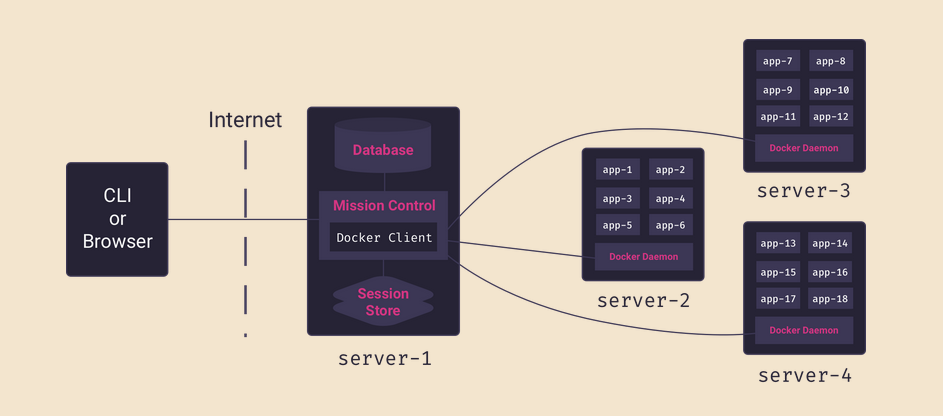 Internet
CLI
or
Browser
Database
Mission Control
Docker Client
Session
Store
server-1
app-1 app-2
app-3 app-4
app-5 app-6
Docker Daemon
server-2
app-7 app-8
app-9 app-10
app-11 app-12
Docker Daemon
server-3
app-13 app-14
app-15 app-16
app-17 app-18
Docker Daemon
server-4